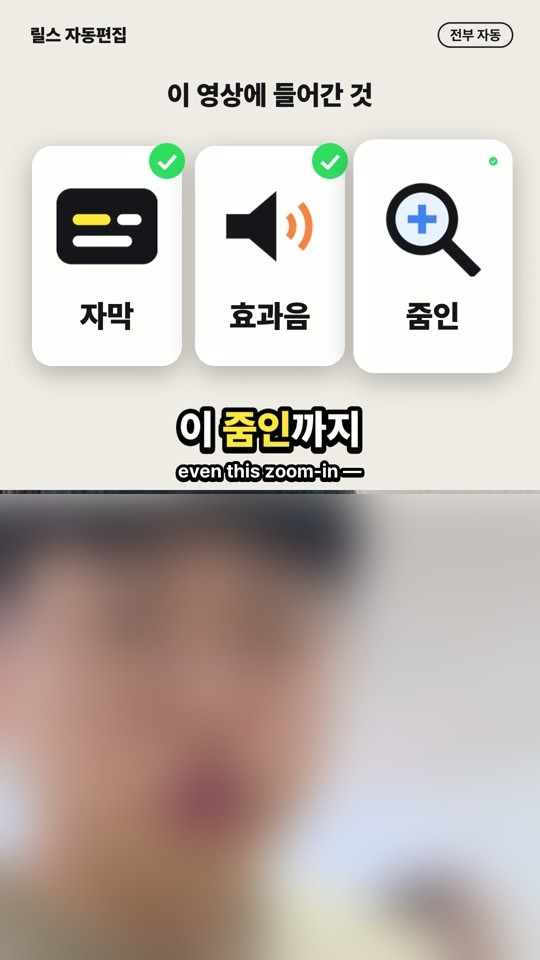 릴스 자동편집
전부 자동
이 영상에 들어간 것
자막
효과음
줌인
이 줌인까지
even this zoom-in —